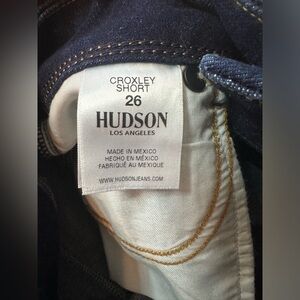 CROXLEY
SHORT
26
HUDSON
LOS ANGELES
MADE IN MEXICO
HECHO EN MÉXICO
FABRIQUÉ AU MEXIQUE
WWW.HUDSONJEANS.COM